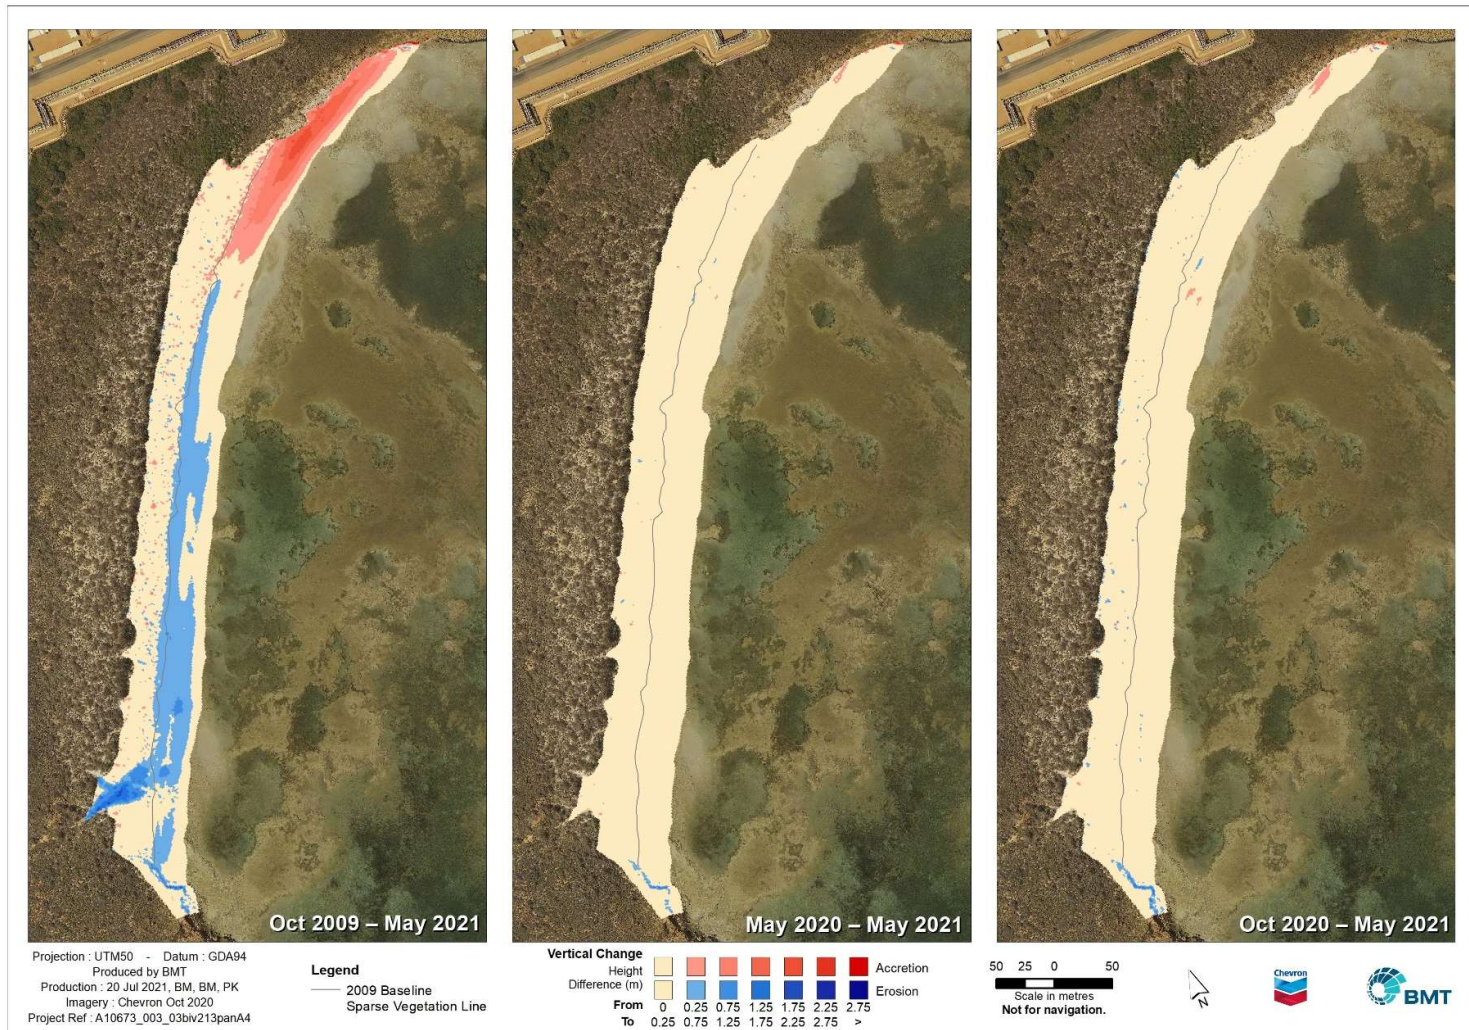 Oct 2009 – May 2021
May 2020 – May 2021
Oct 2020 – May 2021
Projection : UTM50 - Datum : GDA94
Produced by BMT
Production : 20 Jul 2021, BM, BM, PK
Imagery : Chevron Oct 2020
Project Ref : A10673_003_03biv213panA4
Legend
2009 Baseline
Sparse Vegetation Line
Vertical Change
Height
Difference (m)
Accretion
Erosion
From 0 0.25 0.75 1.25 1.75 2.25 2.75
To 0.25 0.75 1.25 1.75 2.25 2.75 >
50 25 0 50
Scale in metres
Not for navigation.
N
Chevron
BMT